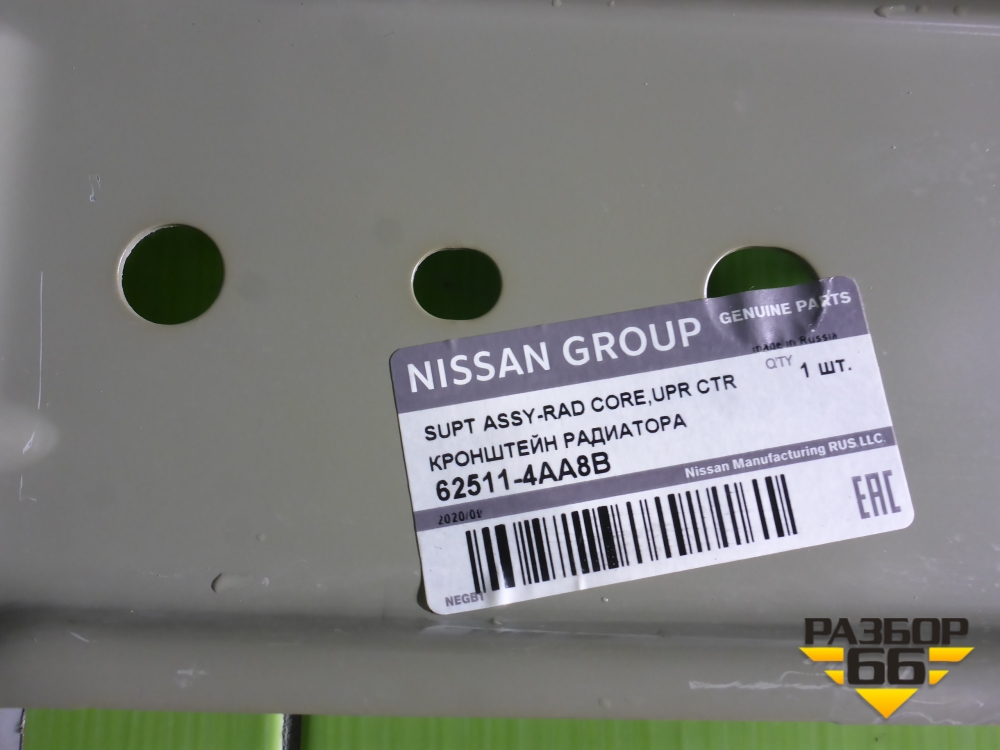 NISSAN GROUP
GENUINE PARTS
made in Russia
QTY 1 шт.
SUPT ASSY-RAD CORE,UPR CTR
КРОНШТЕЙН РАДИАТОРА
62511-4AA8B
Nissan Manufacturing RUS.LLC.
EAC
NEGB1
РАЗБОР
66